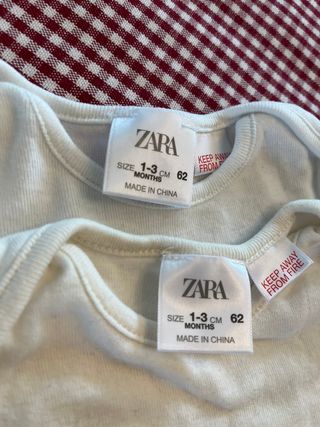 ZARA
SIZE 1-3 CM 62
MONTHS
MADE IN CHINA
KEEP AWAY
FROM FIRE
ZARA
SIZE 1-3 CM 62
MONTHS
MADE IN CHINA
KEEP AWAY
FROM FIRE